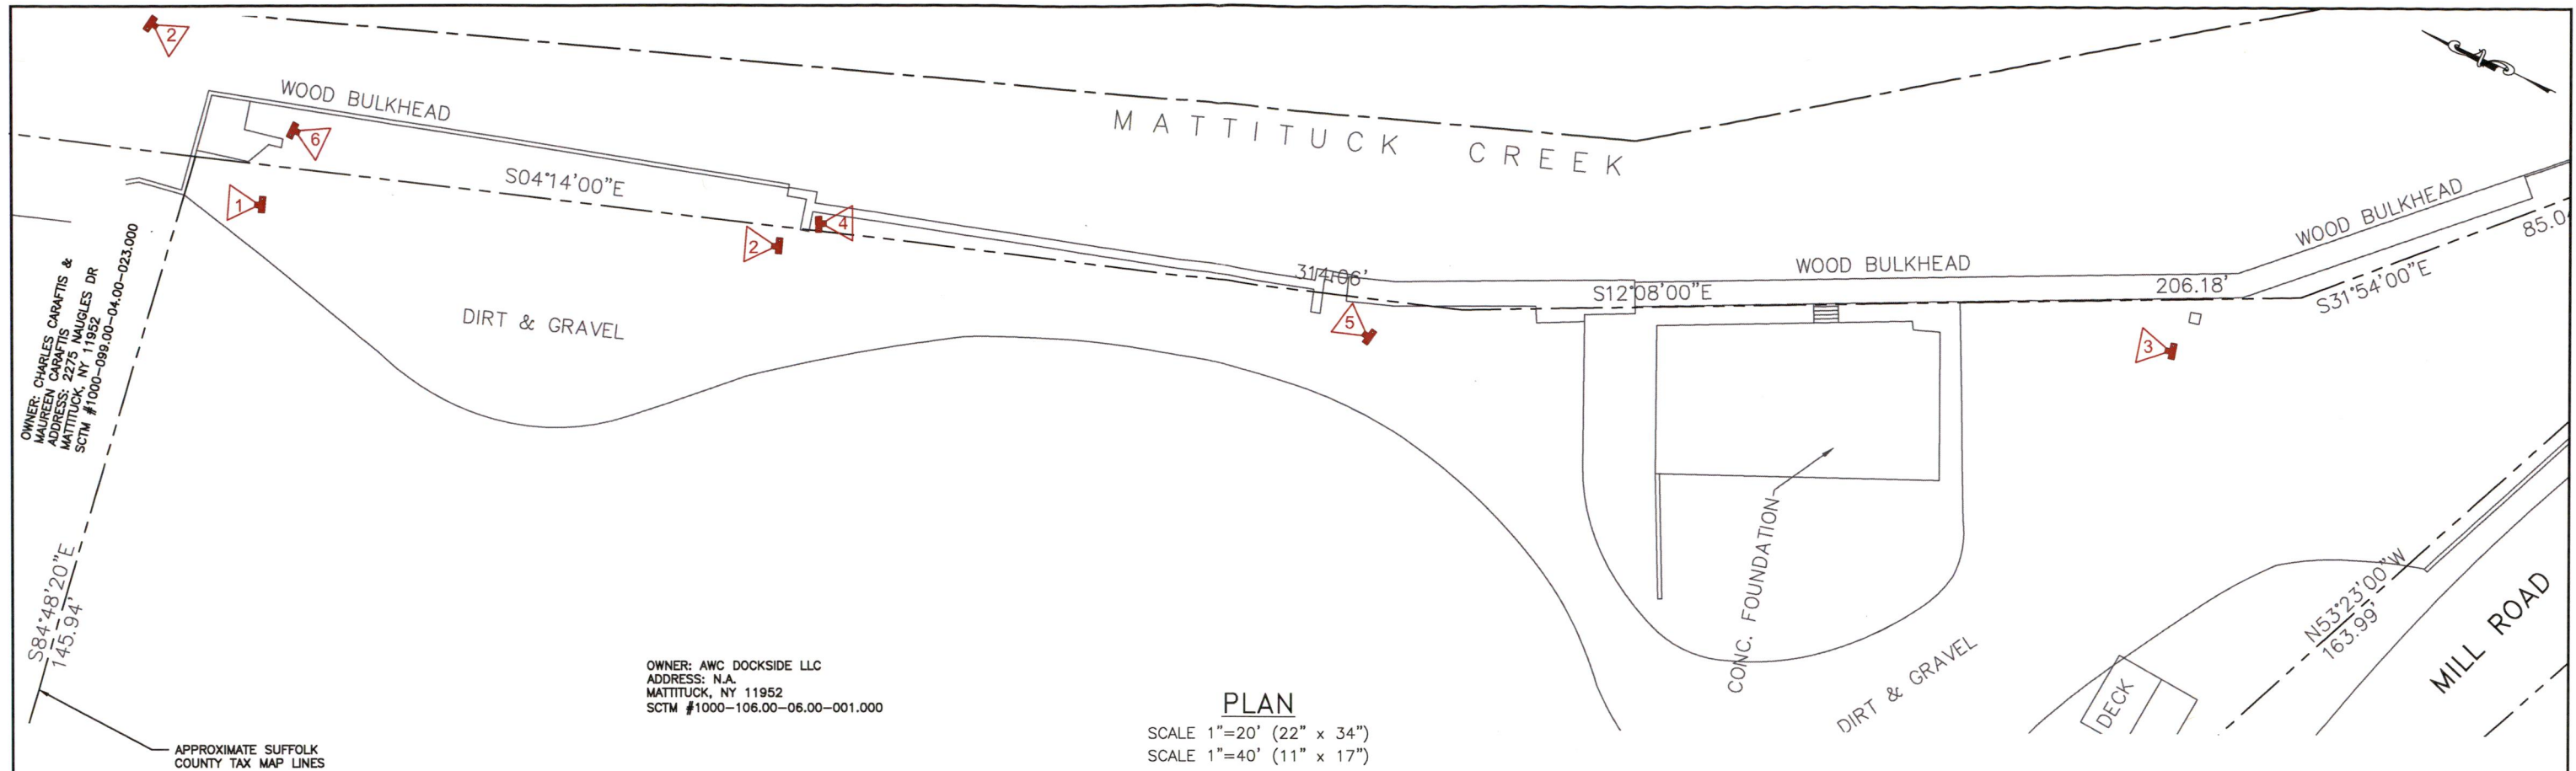 2
WOOD BULKHEAD
MATTITUCK CREEK
6
S04°14'00"E
1
2
4
314.06'
WOOD BULKHEAD
WOOD BULKHEAD
85.0
S12°08'00"E
206.18'
S31°54'00"E
5
3
DIRT & GRAVEL
OWNER: CHARLES CARAFTIS &
MAUREEN CARAFTIS
ADDRESS: 2275 NAUGLES DR
MATTITUCK, NY 11952
SCTM #1000-099.00-04.00-023.000
S84°48'20"E
145.94'
CONC. FOUNDATION
N53°23'00"W
163.99'
MILL ROAD
DIRT & GRAVEL
DECK
OWNER: AWC DOCKSIDE LLC
ADDRESS: N.A.
MATTITUCK, NY 11952
SCTM #1000-106.00-06.00-001.000
PLAN
SCALE 1"=20' (22" x 34")
SCALE 1"=40' (11" x 17")
APPROXIMATE SUFFOLK
COUNTY TAX MAP LINES